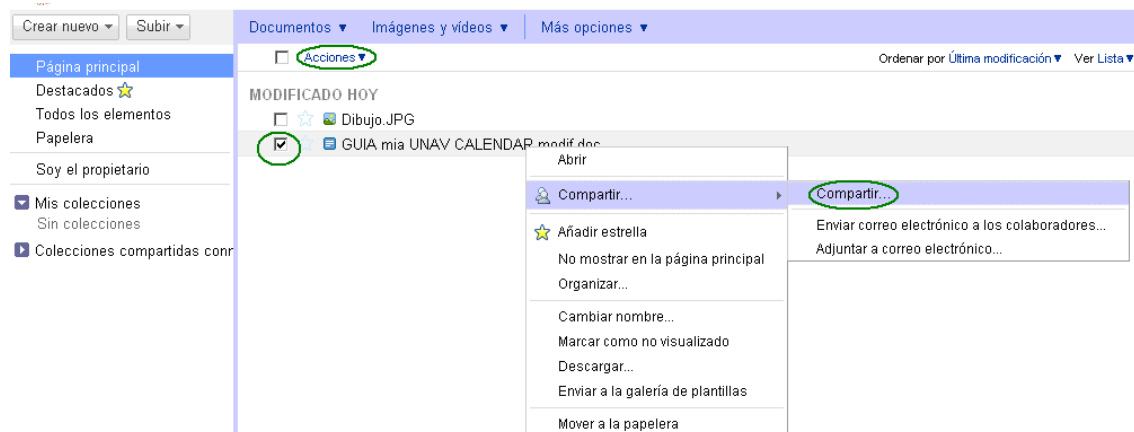 Crear nuevo ▾ Subir ▾
Documentos ▼ Imágenes y vídeos ▼ Más opciones ▼
Acciones ▼
Ordenar por Última modificación ▼ Ver Lista ▼
Página principal
Destacados
Todos los elementos
Papelera
Soy el propietario
Mis colecciones
Sin colecciones
Colecciones compartidas
MODIFICADO HOY
Dibujo.JPG
GUIA mia UNAV CALENDAR modif.doc
Abrir
Compartir...
Añadir estrella
No mostrar en la página principal
Organizar...
Cambiar nombre...
Marcar como no visualizado
Descargar...
Enviar a la galería de plantillas
Mover a la papelera
Compartir...
Enviar correo electrónico a los colaboradores...
Adjuntar a correo electrónico...